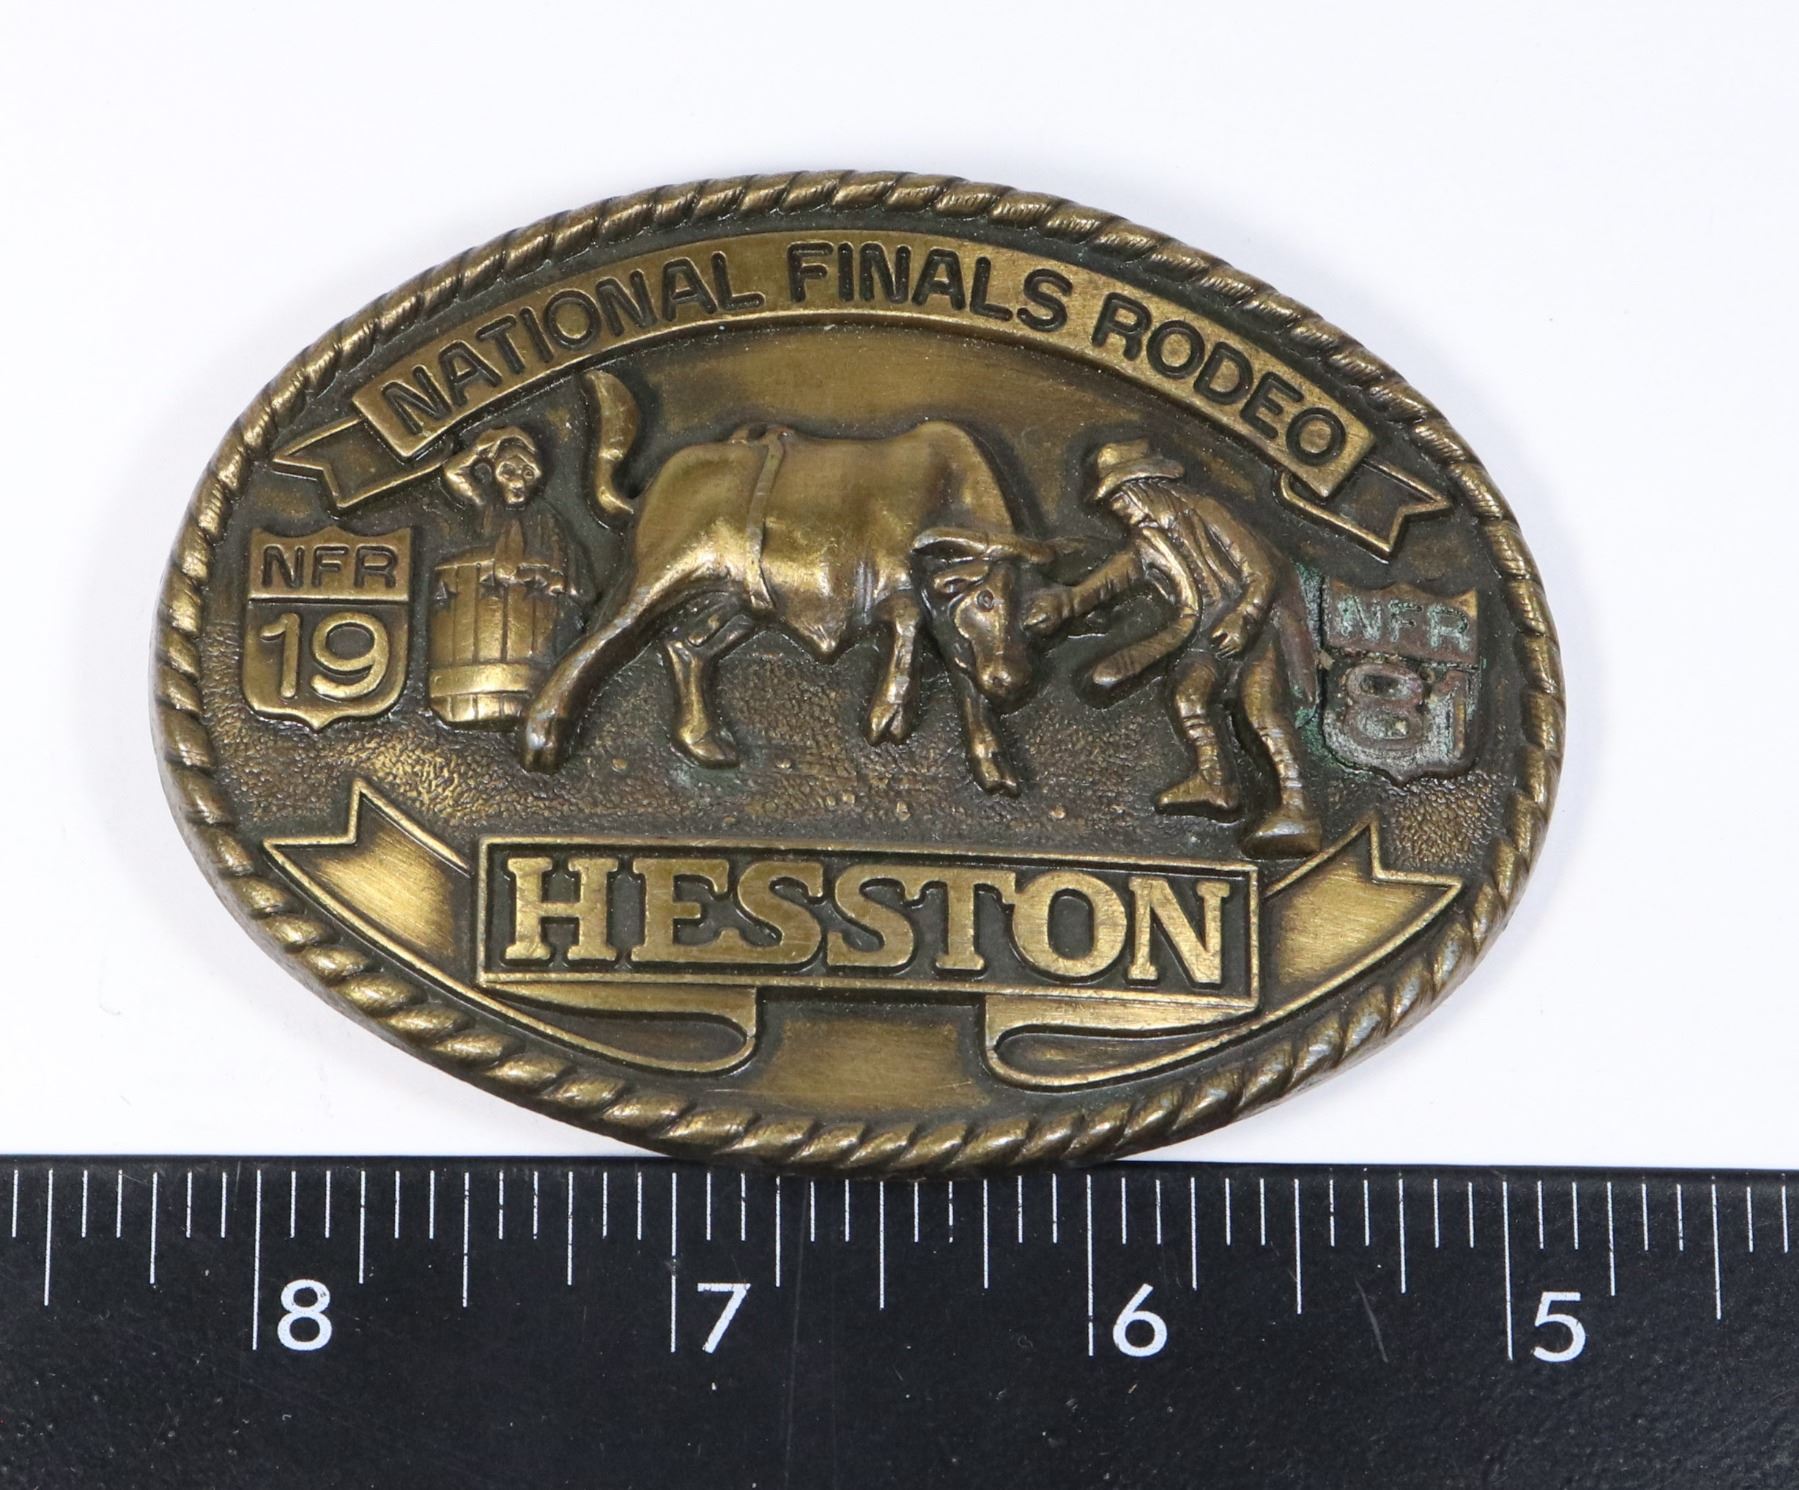 NATIONAL FINALS RODEO
NFR
19
NFR
81
HESSTON
8 7 6 5